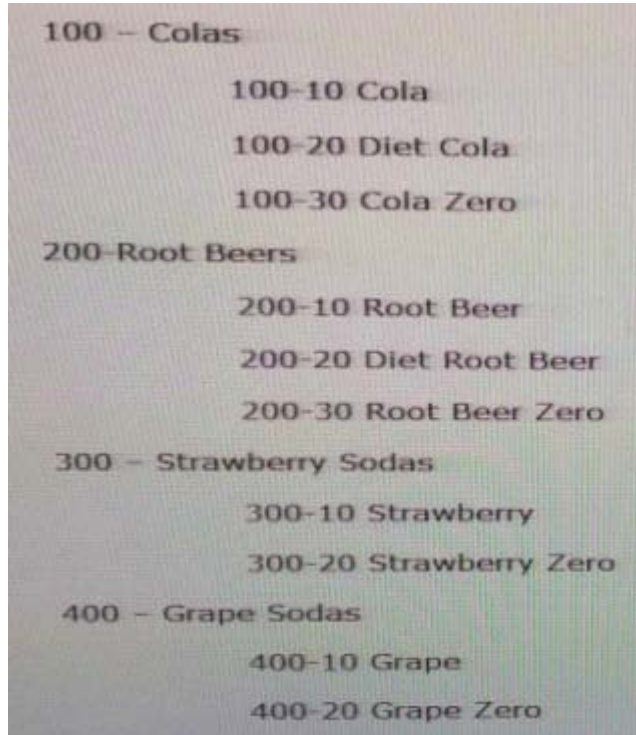 100 – Colas
100-10 Cola
100-20 Diet Cola
100-30 Cola Zero
200-Root Beers
200-10 Root Beer
200-20 Diet Root Beer
200-30 Root Beer Zero
300 – Strawberry Sodas
300-10 Strawberry
300-20 Strawberry Zero
400 – Grape Sodas
400-10 Grape
400-20 Grape Zero